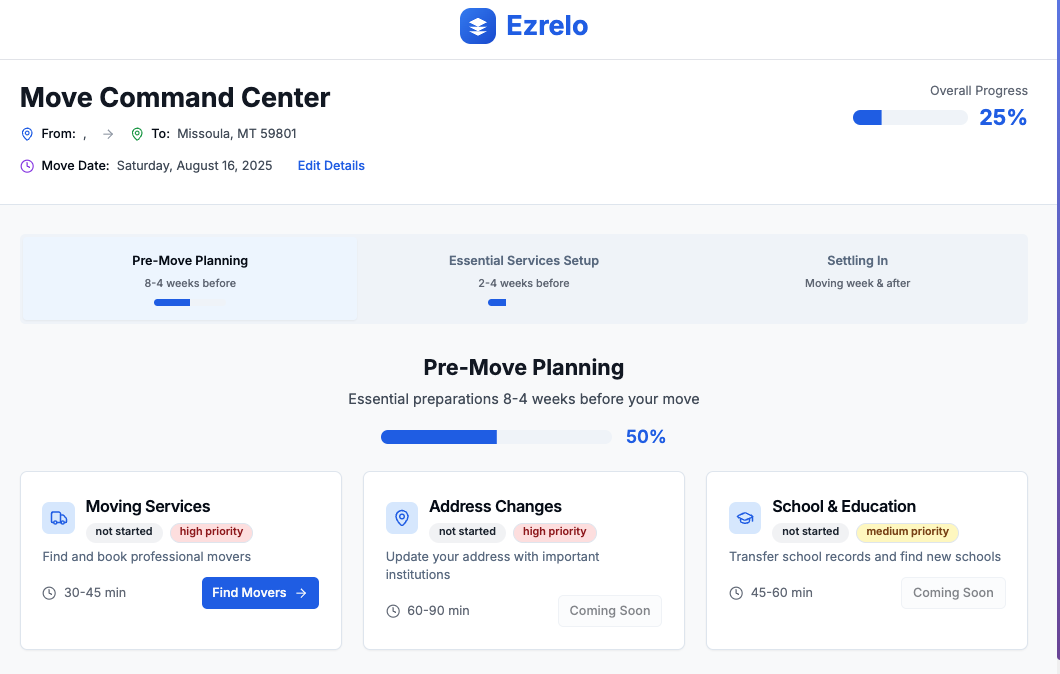 Ezrelo
Move Command Center
Overall Progress
25%
From: , → To: Missoula, MT 59801
Move Date: Saturday, August 16, 2025 Edit Details
Pre-Move Planning
8-4 weeks before
Essential Services Setup
2-4 weeks before
Settling In
Moving week & after
Pre-Move Planning
Essential preparations 8-4 weeks before your move
50%
Moving Services
not started high priority
Find and book professional movers
30-45 min
Find Movers →
Address Changes
not started high priority
Update your address with important
institutions
60-90 min
Coming Soon
School & Education
not started medium priority
Transfer school records and find new schools
45-60 min
Coming Soon